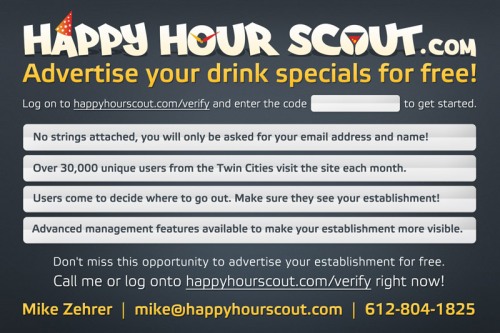 HAPPY HOUR SCOUT.COM
Advertise your drink specials for free!
Log on to happyhourscout.com/verify and enter the code to get started.
No strings attached, you will only be asked for your email address and name!
Over 30,000 unique users from the Twin Cities visit the site each month.
Users come to decide where to go out. Make sure they see your establishment!
Advanced management features available to make your establishment more visible.
Don't miss this opportunity to advertise your establishment for free.
Call me or log onto happyhourscout.com/verify right now!
Mike Zehrer | mike@happyhourscout.com | 612-804-1825